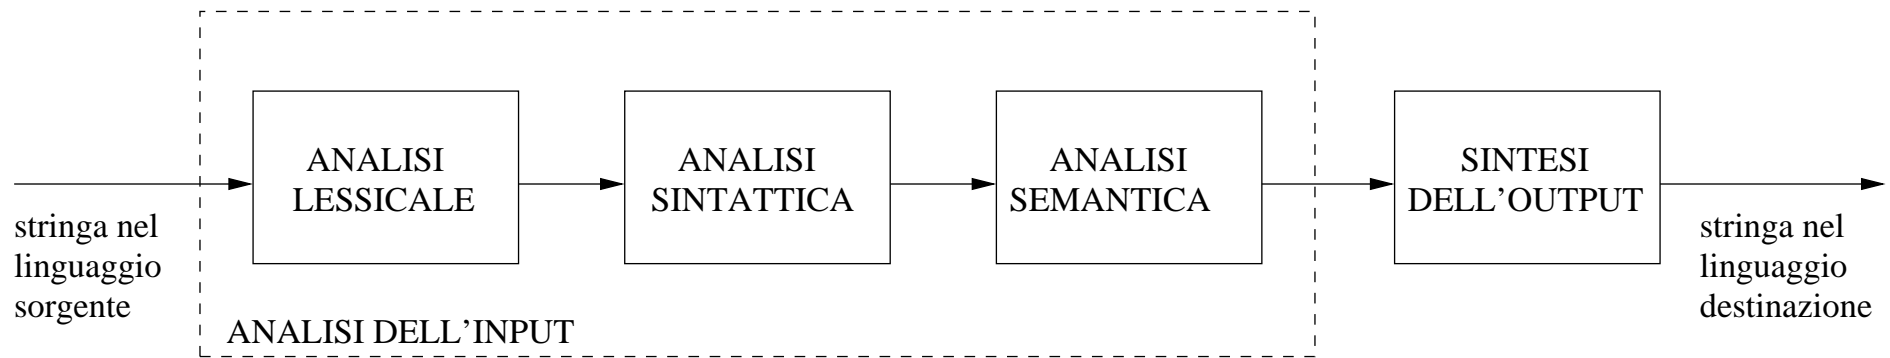 stringa nel
linguaggio
sorgente
ANALISI
LESSICALE
ANALISI
SINTATTICA
ANALISI
SEMANTICA
SINTESI
DELL'OUTPUT
stringa nel
linguaggio
destinazione
ANALISI DELL'INPUT